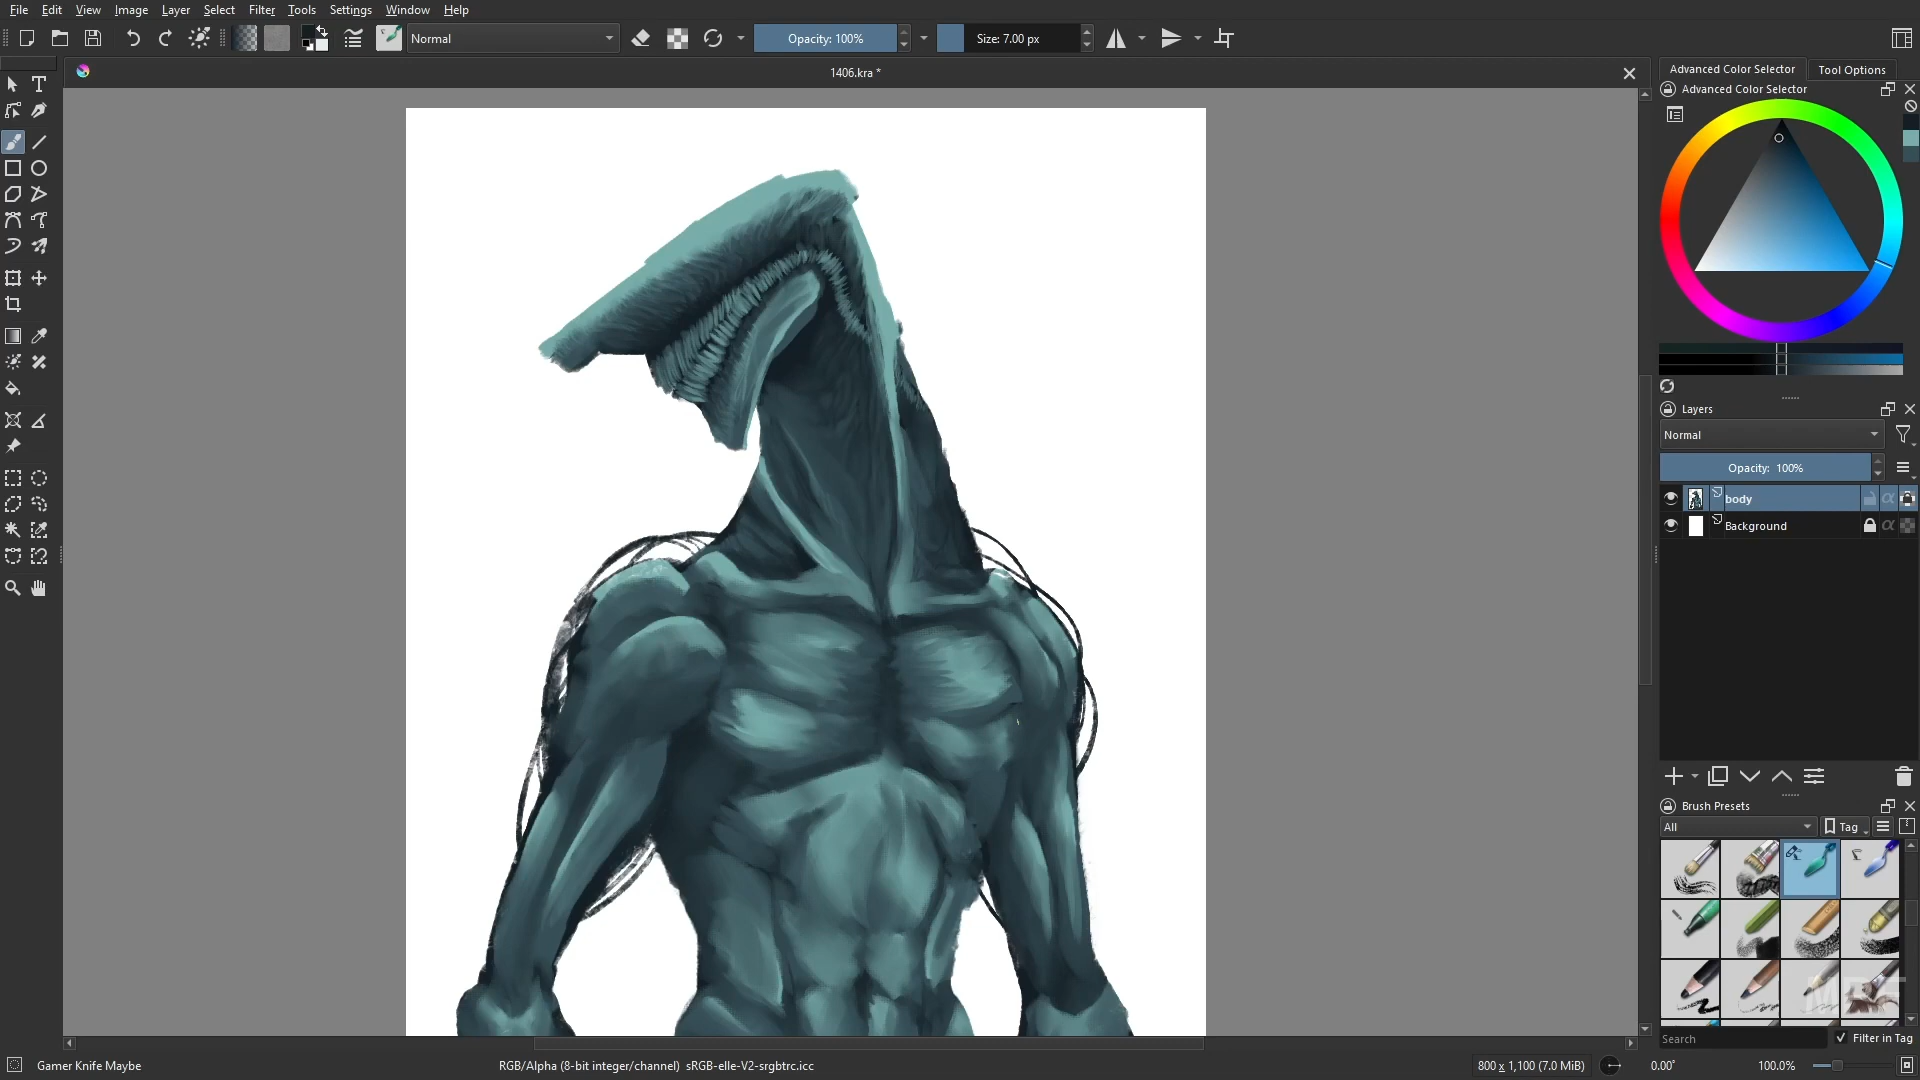 File Edit View Image Layer Select Filter Tools Settings Window Help
Normal
Opacity: 100%
Size: 7.00 px
1406.kra *
Advanced Color Selector
Tool Options
Advanced Color Selector
Layers
Normal
Opacity: 100%
body
Background
Brush Presets
All
Tag
Search
Filter in Tag
Gamer Knife Maybe
RGB/Alpha (8-bit integer/channel) sRGB-elle-V2-srgbtrc.icc
800 x 1,100 (7.0 MiB)
0.00°
100.0%